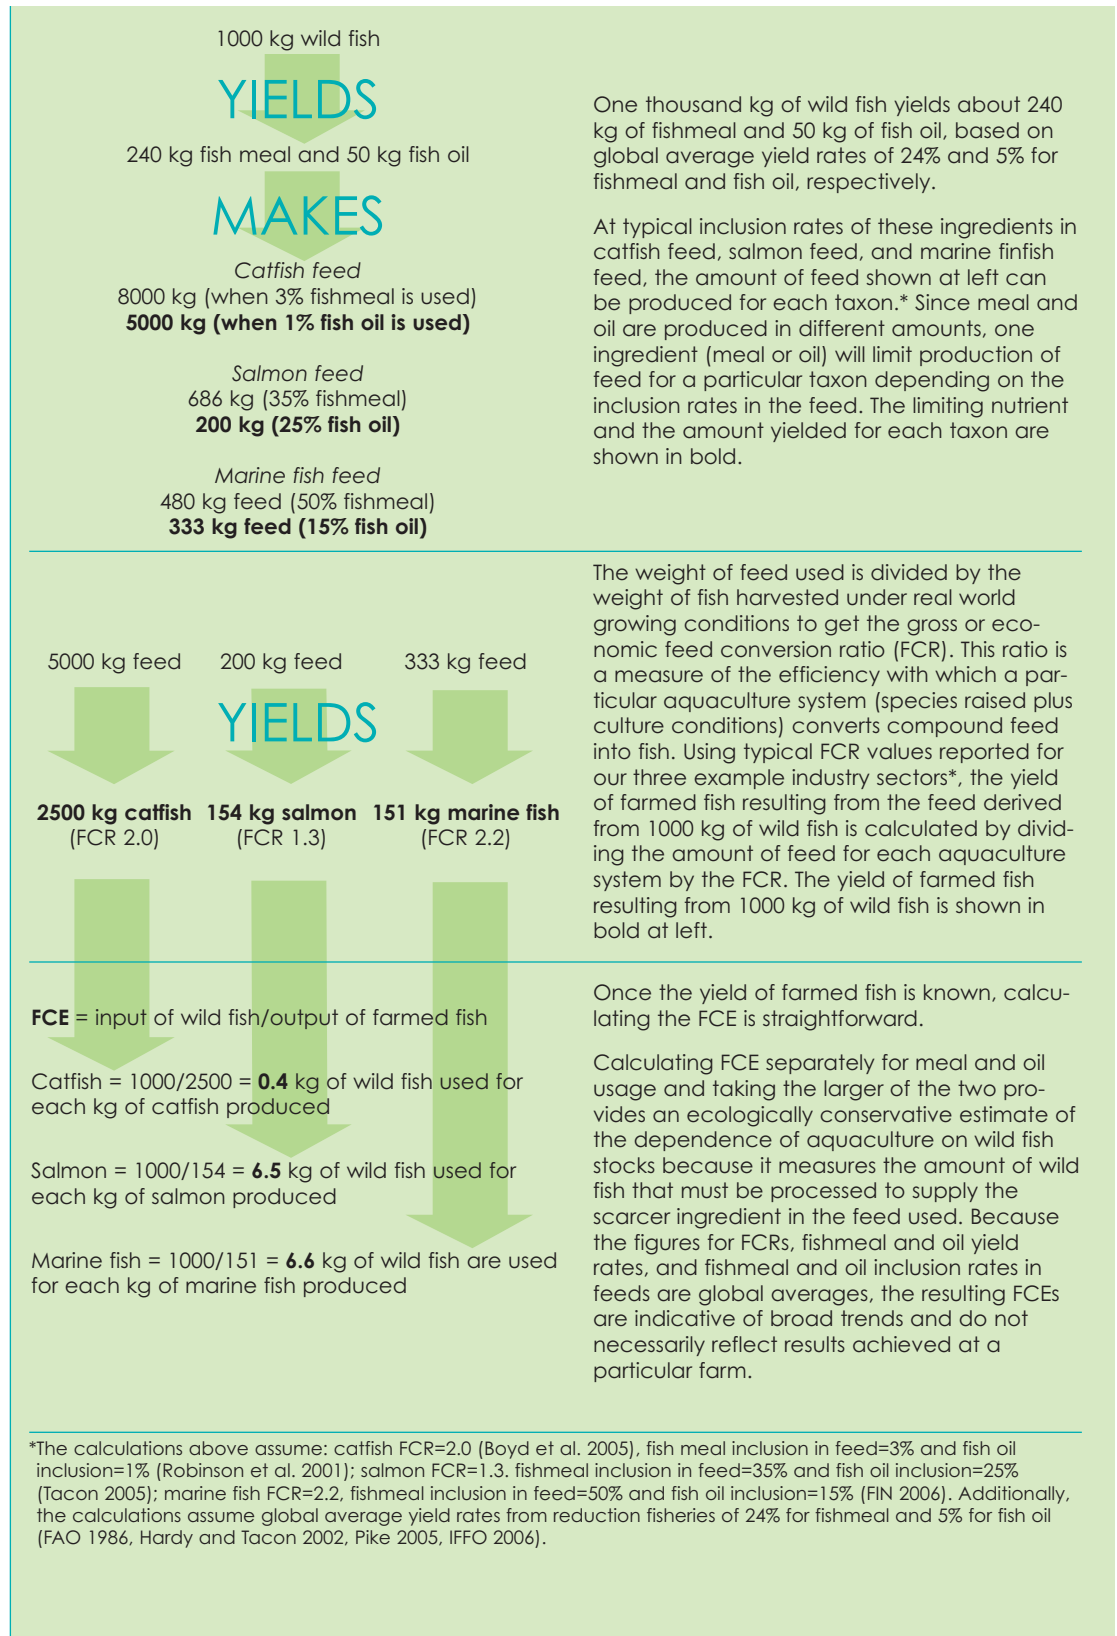 1000 kg wild fish
YIELDS
240 kg fish meal and 50 kg fish oil
MAKES
Catfish feed
8000 kg (when 3% fishmeal is used)
5000 kg (when 1% fish oil is used)
Salmon feed
686 kg (35% fishmeal)
200 kg (25% fish oil)
Marine fish feed
480 kg feed (50% fishmeal)
333 kg feed (15% fish oil)
One thousand kg of wild fish yields about 240
kg of fishmeal and 50 kg of fish oil, based on
global average yield rates of 24% and 5% for
fishmeal and fish oil, respectively.
At typical inclusion rates of these ingredients in
catfish feed, salmon feed, and marine finfish
feed, the amount of feed shown at left can
be produced for each taxon.* Since meal and
oil are produced in different amounts, one
ingredient (meal or oil) will limit production of
feed for a particular taxon depending on the
inclusion rates in the feed. The limiting nutrient
and the amount yielded for each taxon are
shown in bold.
5000 kg feed 200 kg feed 333 kg feed
YIELDS
2500 kg catfish 154 kg salmon 151 kg marine fish
(FCR 2.0) (FCR 1.3) (FCR 2.2)
The weight of feed used is divided by the
weight of fish harvested under real world
growing conditions to get the gross or eco-
nomic feed conversion ratio (FCR). This ratio is
a measure of the efficiency with which a par-
ticular aquaculture system (species raised plus
culture conditions) converts compound feed
into fish. Using typical FCR values reported for
our three example industry sectors*, the yield
of farmed fish resulting from the feed derived
from 1000 kg of wild fish is calculated by divid-
ing the amount of feed for each aquaculture
system by the FCR. The yield of farmed fish
resulting from 1000 kg of wild fish is shown in
bold at left.
FCE = input of wild fish/output of farmed fish
Catfish = 1000/2500 = 0.4 kg of wild fish used for
each kg of catfish produced
Salmon = 1000/154 = 6.5 kg of wild fish used for
each kg of salmon produced
Marine fish = 1000/151 = 6.6 kg of wild fish are used
for each kg of marine fish produced
Once the yield of farmed fish is known, calcu-
lating the FCE is straightforward.
Calculating FCE separately for meal and oil
usage and taking the larger of the two pro-
vides an ecologically conservative estimate of
the dependence of aquaculture on wild fish
stocks because it measures the amount of wild
fish that must be processed to supply the
scarcer ingredient in the feed used. Because
the figures for FCRs, fishmeal and oil yield
rates, and fishmeal and oil inclusion rates in
feeds are global averages, the resulting FCEs
are indicative of broad trends and do not
necessarily reflect results achieved at a
particular farm.
*The calculations above assume: catfish FCR=2.0 (Boyd et al. 2005), fish meal inclusion in feed=3% and fish oil
inclusion=1% (Robinson et al. 2001); salmon FCR=1.3. fishmeal inclusion in feed=35% and fish oil inclusion=25%
(Tacon 2005); marine fish FCR=2.2, fishmeal inclusion in feed=50% and fish oil inclusion=15% (FIN 2006). Additionally,
the calculations assume global average yield rates from reduction fisheries of 24% for fishmeal and 5% for fish oil
(FAO 1986, Hardy and Tacon 2002, Pike 2005, IFFO 2006).